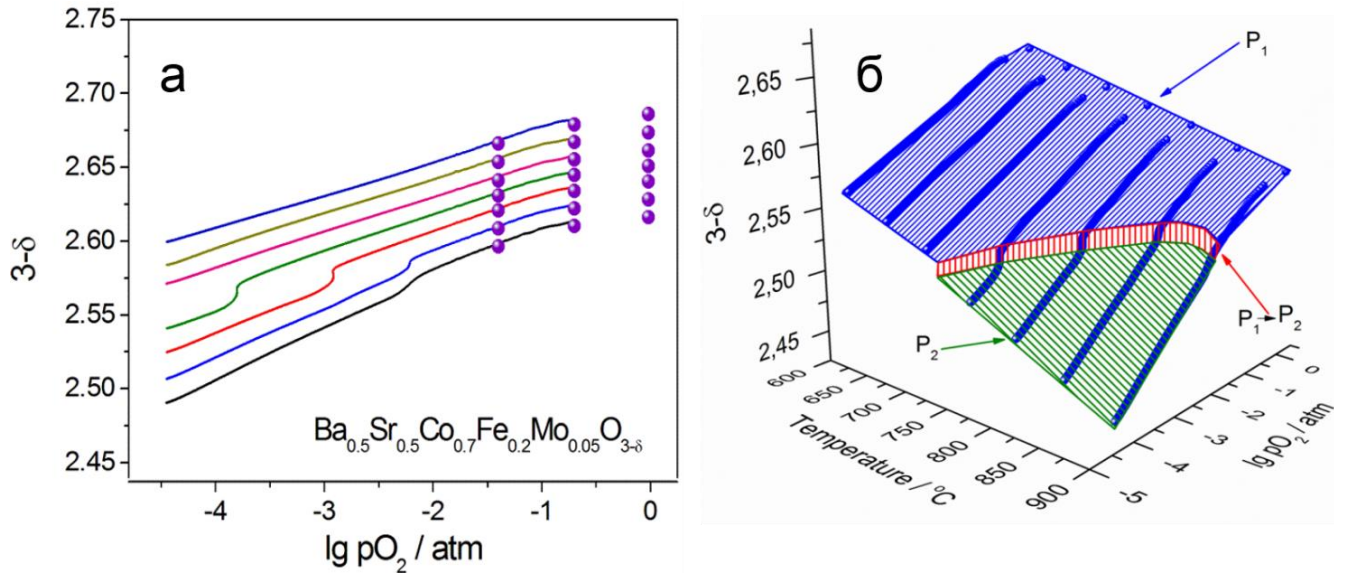 а
2.75
2.70
2.65
2.60
2.55
2.50
2.45
3-δ
-4
-3
-2
-1
0
lg pO₂ / atm
Ba₀.₅Sr₀.₅Co₀.₇Fe₀.₂Mo₀.₀₅O₃₋δ
б
2,65
2,60
2,55
2,50
2,45
3-δ
P₁
P₂
P₁→P₂
600
650
700
750
800
850
900
Temperature / °C
0
-1
-2
-3
-4
-5
lg pO₂ / atm